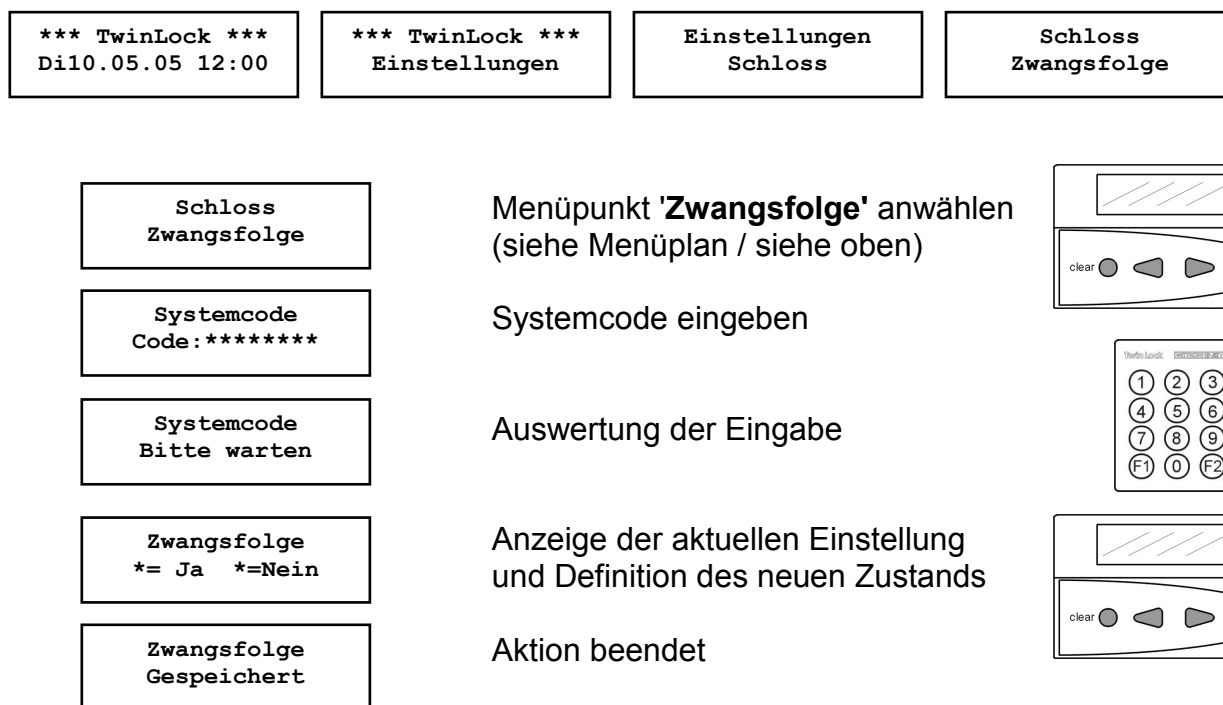 *** TwinLock ***
Di10.05.05 12:00
*** TwinLock ***
Einstellungen
Einstellungen
Schloss
Schloss
Zwangsfolge
Schloss
Zwangsfolge
Menüpunkt 'Zwangsfolge' anwählen
(siehe Menüplan / siehe oben)
clear
Systemcode
Code:********
Systemcode eingeben
Twin Lock
1 2 3
4 5 6
7 8 9
F1 0 F2
Systemcode
Bitte warten
Auswertung der Eingabe
Zwangsfolge
*= Ja *=Nein
Anzeige der aktuellen Einstellung
und Definition des neuen Zustands
clear
Zwangsfolge
Gespeichert
Aktion beendet